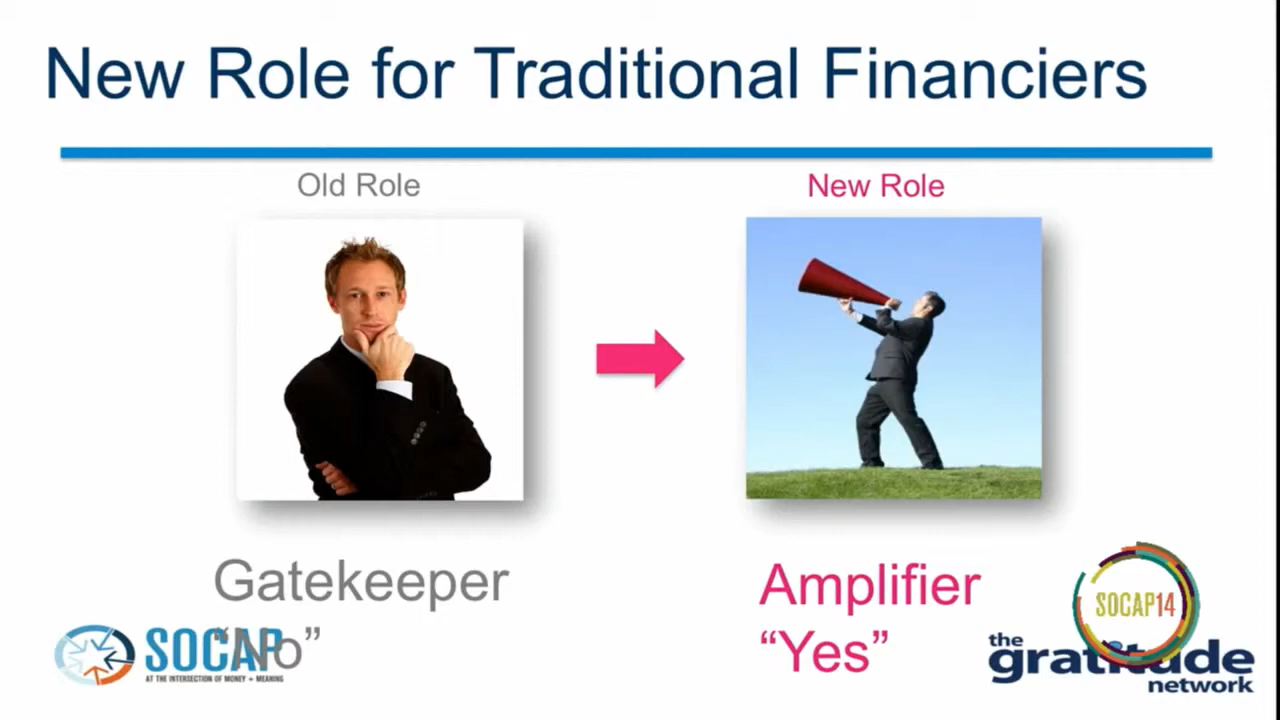 New Role for Traditional Financiers
Old Role
New Role
Gatekeeper
“No”
Amplifier
“Yes”
SOCAP
AT THE INTERSECTION OF MONEY + MEANING
SOCAP14
the
gratitude
network